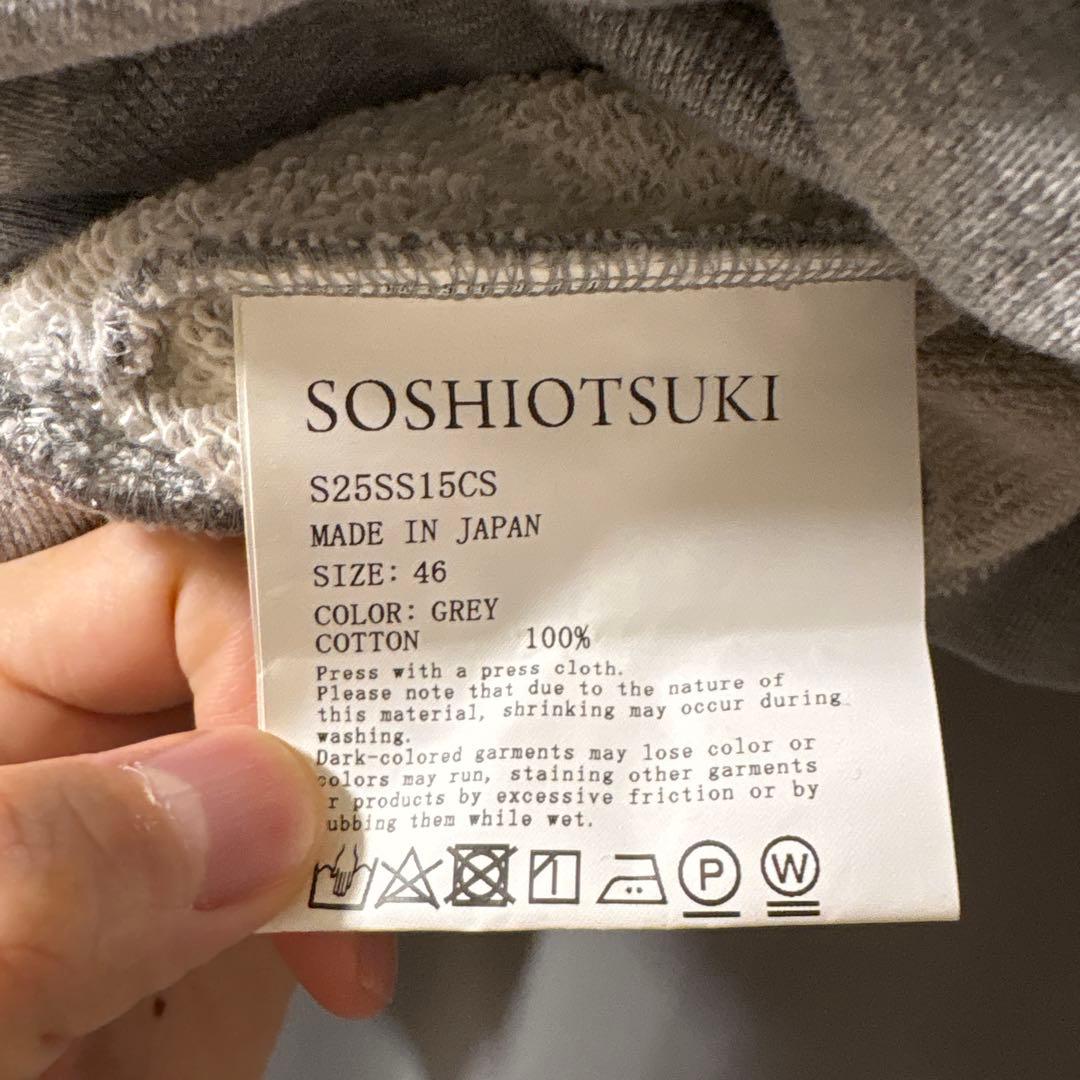 SOSHIOTSUKI
S25SS15CS
MADE IN JAPAN
SIZE: 46
COLOR: GREY
COTTON 100%
Press with a press cloth.
Please note that due to the nature of
this material, shrinking may occur during
washing.
Dark-colored garments may lose color or
colors may run, staining other garments
r products by excessive friction or by
ubbing them while wet.
P W